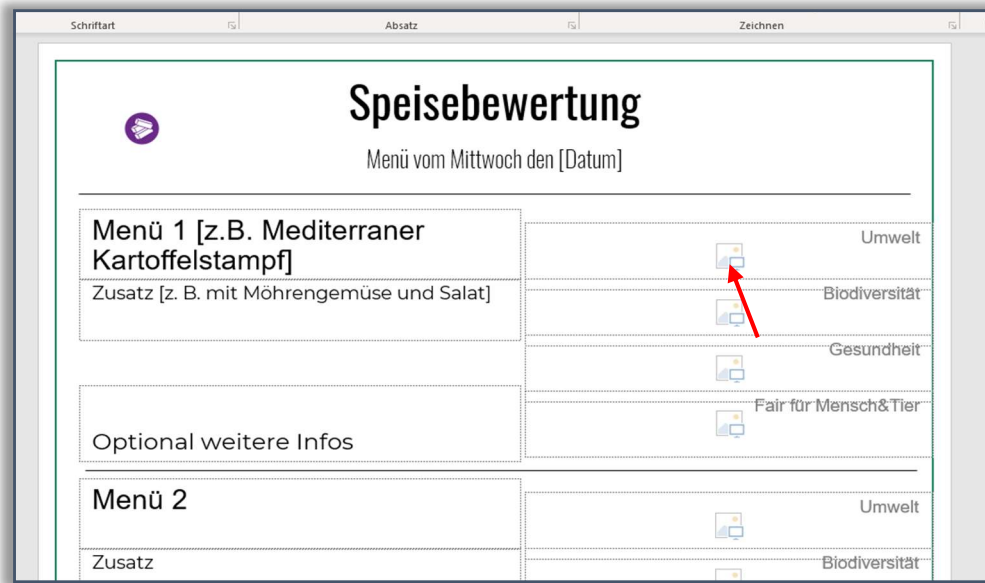 Schriftart Absatz Zeichnen
Speisebewertung
Menü vom Mittwoch den [Datum]
Menü 1 [z.B. Mediterraner
Kartoffelstampf]
Zusatz [z. B. mit Möhrengemüse und Salat]
Optional weitere Infos
Umwelt
Biodiversität
Gesundheit
Fair für Mensch&Tier
Menü 2
Zusatz
Umwelt
Biodiversität